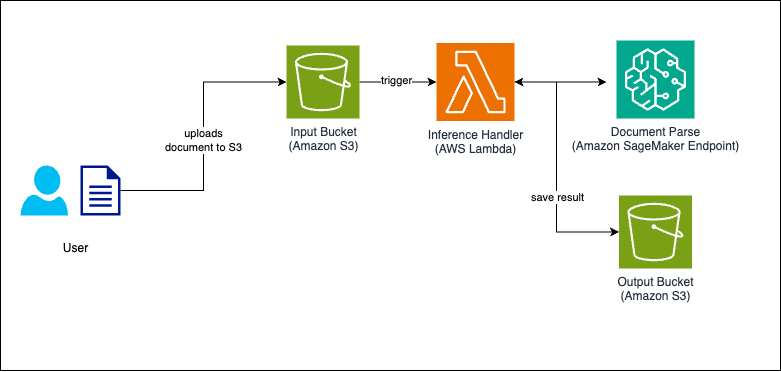 uploads
document to S3
User
Input Bucket
(Amazon S3)
trigger
Inference Handler
(AWS Lambda)
Document Parse
(Amazon SageMaker Endpoint)
save result
Output Bucket
(Amazon S3)